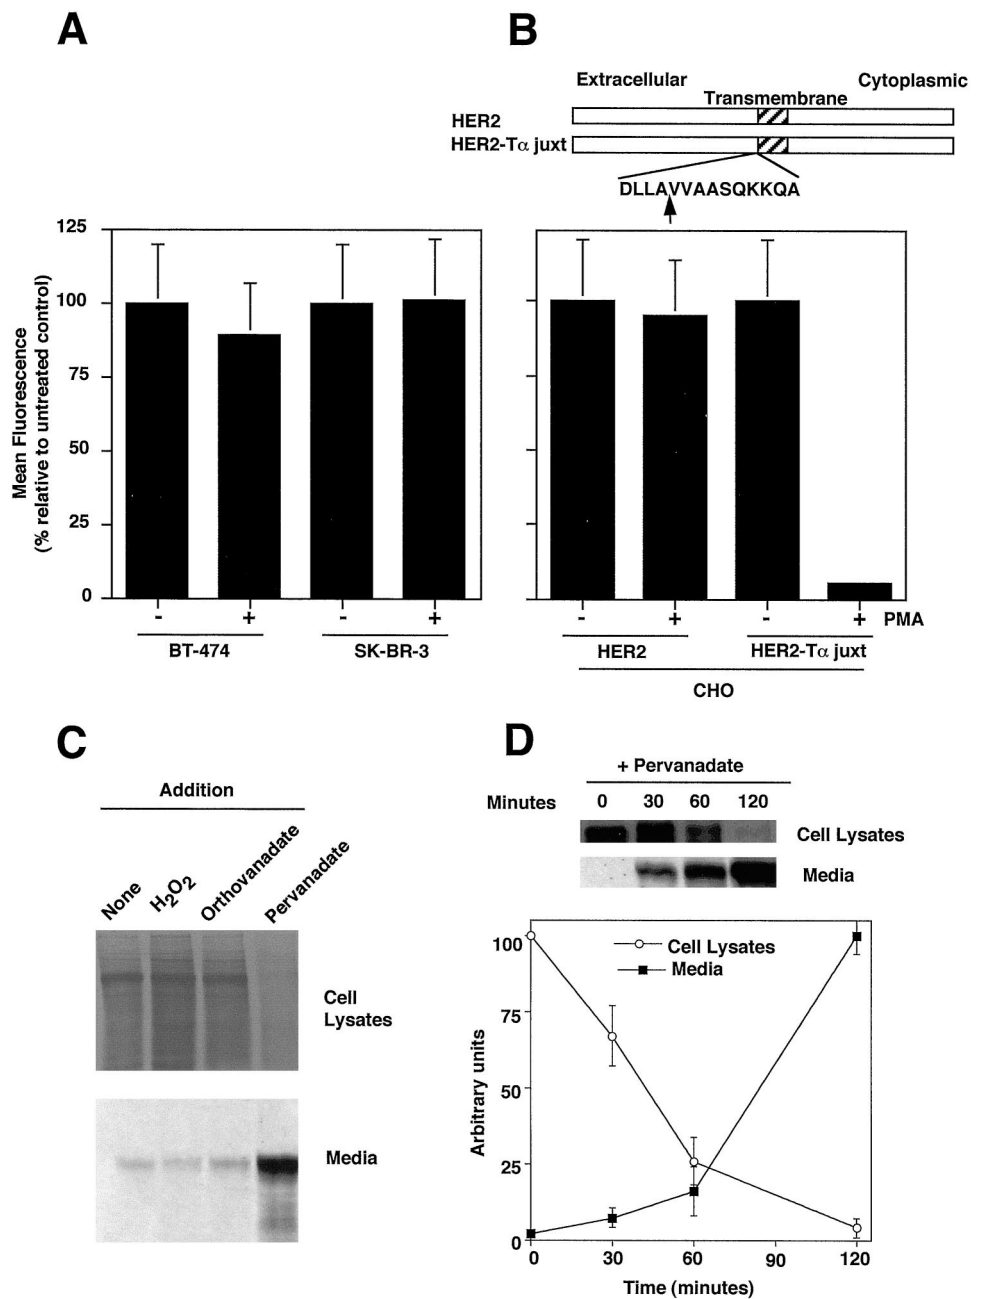 A
Mean Fluorescence
(% relative to untreated control)
125
100
75
50
25
0
- + - +
BT-474 SK-BR-3
B
Extracellular Cytoplasmic
Transmembrane
HER2
HER2-Tα juxt
DLLAVVAASQKKQA
- + - + PMA
HER2 HER2-Tα juxt
CHO
C
Addition
None H2O2 Orthovanadate Pervanadate
Cell
Lysates
Media
D
+ Pervanadate
Minutes 0 30 60 120
Cell Lysates
Media
Arbitrary units
100
75
50
25
0
Cell Lysates
Media
0 30 60 90 120
Time (minutes)